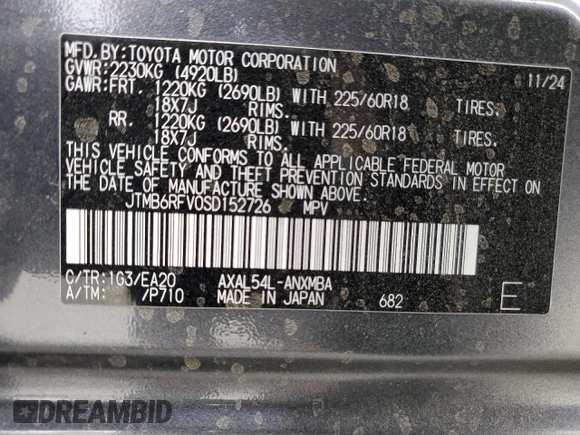 MFD.BY:TOYOTA MOTOR CORPORATION 11/24
GVWR:2230KG (4920LB)
GAWR:FRT. 1220KG (2690LB) WITH 225/60R18 TIRES.
18X7J RIMS.
RR. 1220KG (2690LB) WITH 225/60R18 TIRES.
18X7J RIMS.
THIS VEHICLE CONFORMS TO ALL APPLICABLE FEDERAL MOTOR
VEHICLE SAFETY AND THEFT PREVENTION STANDARDS IN EFFECT ON
THE DATE OF MANUFACTURE SHOWN ABOVE.
JTMB6RFV0SD152726 MPV
C/TR:1G3/EA20 AXAL54L-ANXMBA
A/TM: /P710 MADE IN JAPAN 682 E
DREAMBID